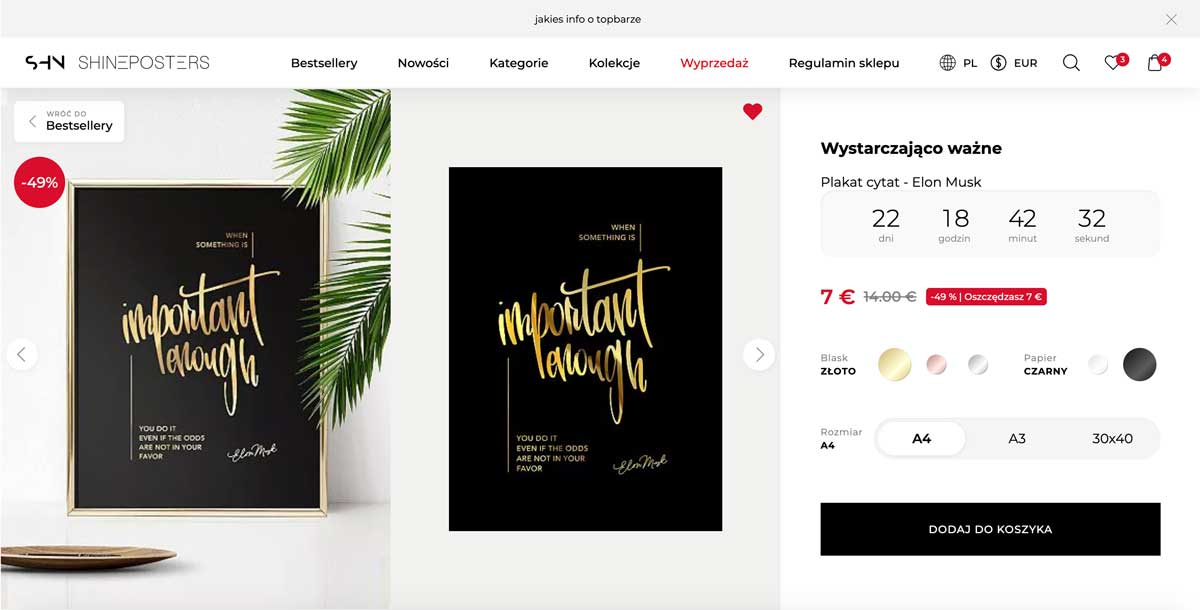 jakies info o topbarze
SHN SHINEPOSTERS
Bestsellery
Nowości
Kategorie
Kolekcje
Wyprzedaż
Regulamin sklepu
PL
$ EUR
3
4
WRÓĆ DO
Bestsellery
-49%
WHEN
SOMETHING IS
important
enough
YOU DO IT
EVEN IF THE ODDS
ARE NOT IN YOUR
FAVOR
Elon Musk
WHEN
SOMETHING IS
important
enough
YOU DO IT
EVEN IF THE ODDS
ARE NOT IN YOUR
FAVOR
Elon Musk
Wystarczająco ważne
Plakat cytat - Elon Musk
22 18 42 32
dni godzin minut sekund
7 € 14.00 € -49 % | Oszczędzasz 7 €
Blask
ZŁOTO
Papier
CZARNY
Rozmiar
A4
A4 A3 30x40
DODAJ DO KOSZYKA